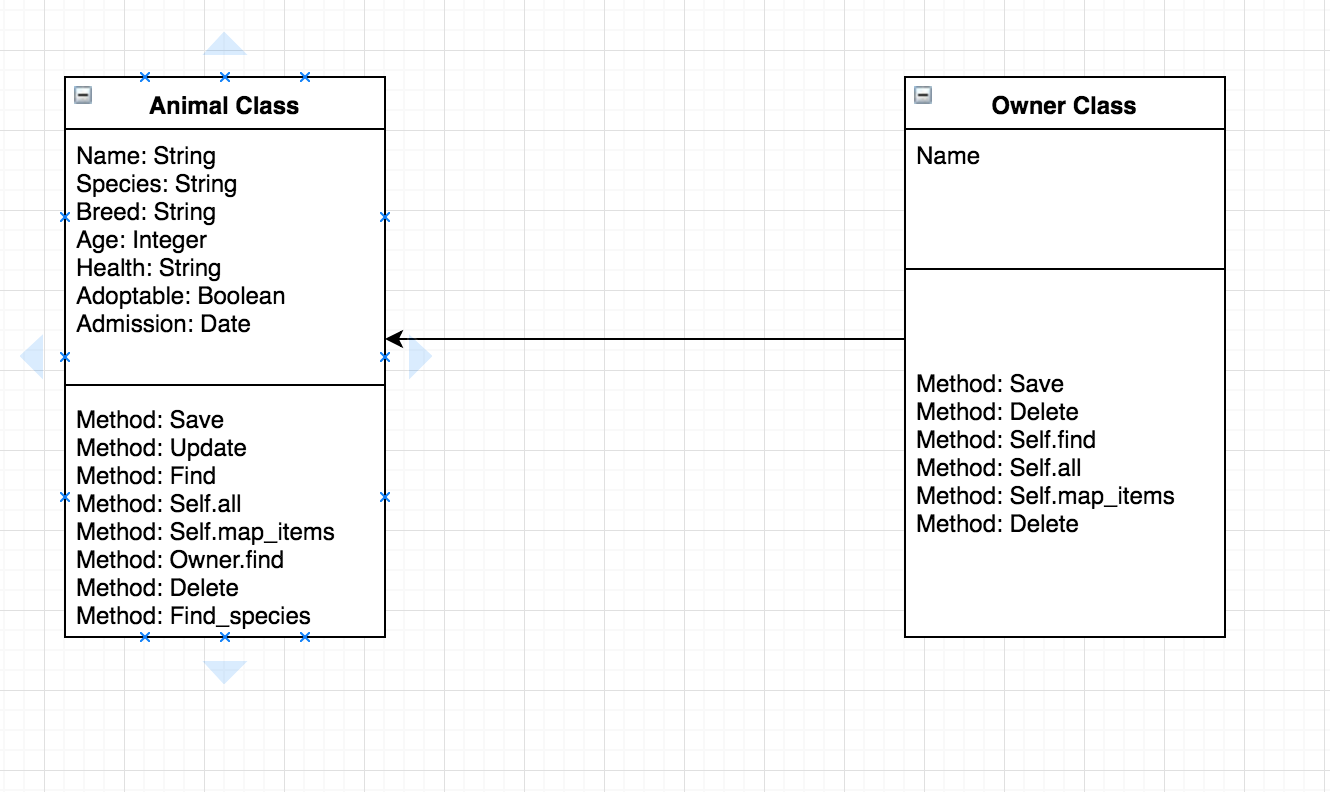 Animal Class
Name: String
Species: String
Breed: String
Age: Integer
Health: String
Adoptable: Boolean
Admission: Date
Method: Save
Method: Update
Method: Find
Method: Self.all
Method: Self.map_items
Method: Owner.find
Method: Delete
Method: Find_species
Owner Class
Name
Method: Save
Method: Delete
Method: Self.find
Method: Self.all
Method: Self.map_items
Method: Delete